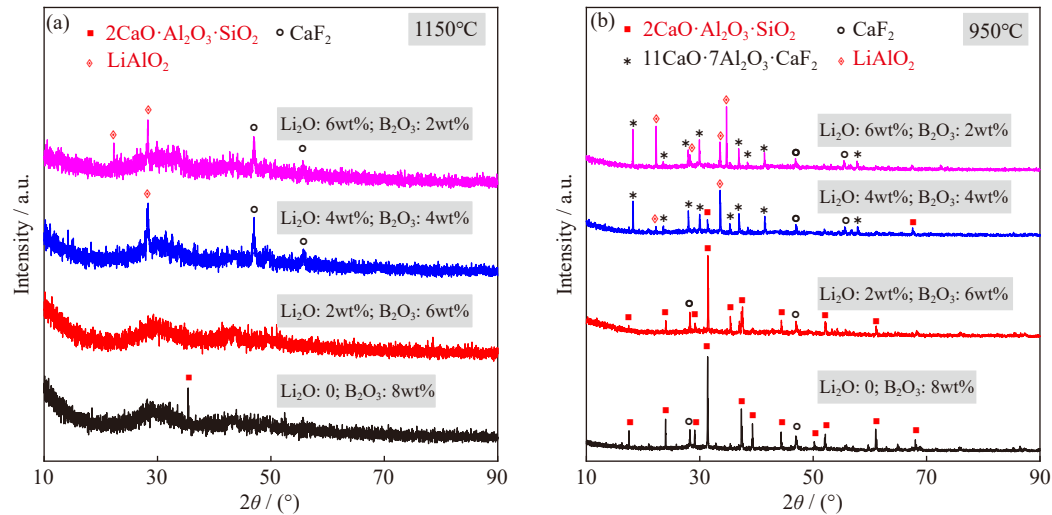 (a)
1150℃
2CaO·Al₂O₃·SiO₂
CaF₂
LiAlO₂
Li₂O: 6wt%; B₂O₃: 2wt%
Li₂O: 4wt%; B₂O₃: 4wt%
Li₂O: 2wt%; B₂O₃: 6wt%
Li₂O: 0; B₂O₃: 8wt%
Intensity / a.u.
10 30 50 70 90
2θ / (°)
(b)
950℃
2CaO·Al₂O₃·SiO₂
CaF₂
11CaO·7Al₂O₃·CaF₂
LiAlO₂
Li₂O: 6wt%; B₂O₃: 2wt%
Li₂O: 4wt%; B₂O₃: 4wt%
Li₂O: 2wt%; B₂O₃: 6wt%
Li₂O: 0; B₂O₃: 8wt%
Intensity / a.u.
10 30 50 70 90
2θ / (°)